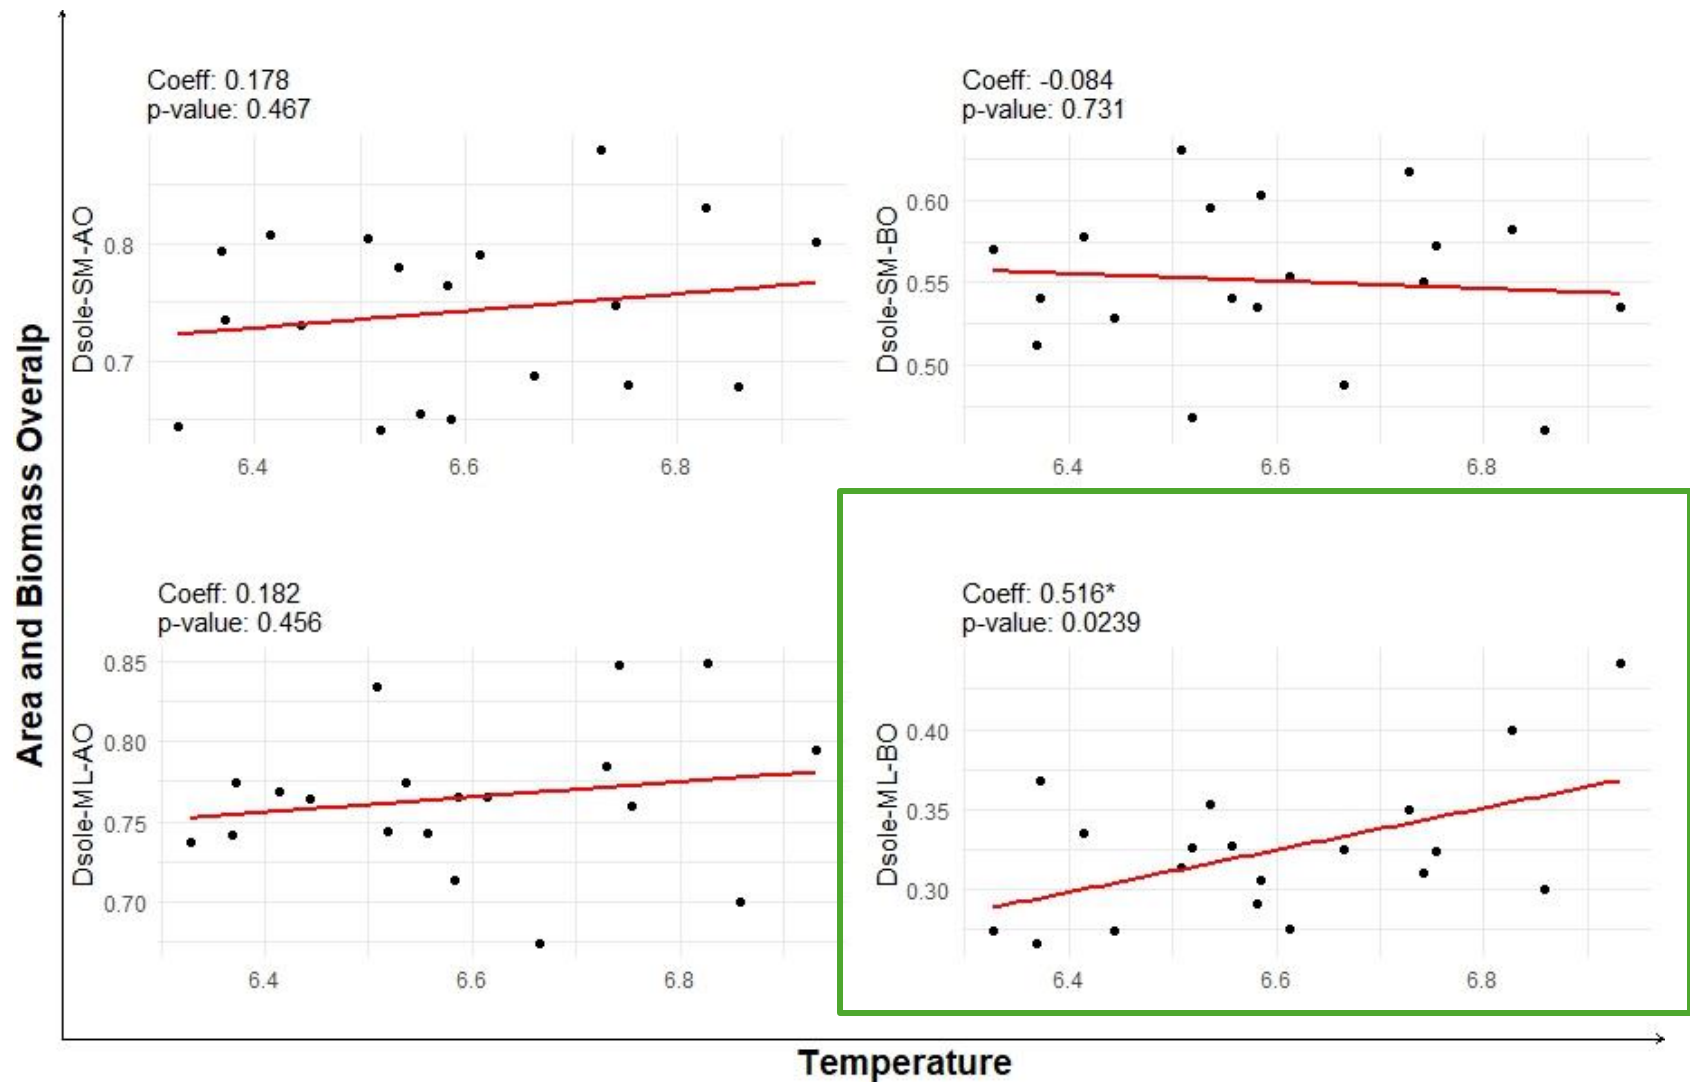 Area and Biomass Overalp
Coeff: 0.178
p-value: 0.467
Dsole-SM-AO
0.8
0.7
6.4
6.6
6.8
Coeff: -0.084
p-value: 0.731
Dsole-SM-BO
0.60
0.55
0.50
6.4
6.6
6.8
Coeff: 0.182
p-value: 0.456
Dsole-ML-AO
0.85
0.80
0.75
0.70
6.4
6.6
6.8
Coeff: 0.516*
p-value: 0.0239
Dsole-ML-BO
0.40
0.35
0.30
6.4
6.6
6.8
Temperature